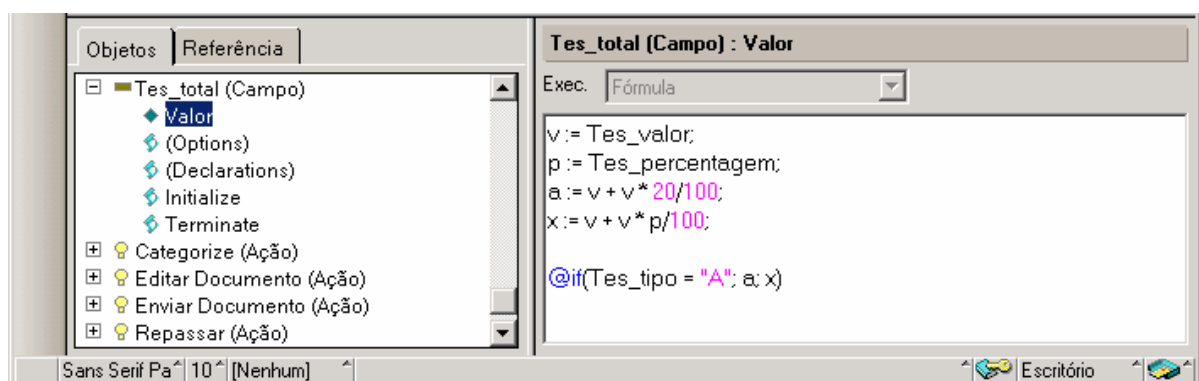 Objetos Referência
Tes_total (Campo)
Valor
(Options)
(Declarations)
Initialize
Terminate
Categorize (Ação)
Editar Documento (Ação)
Enviar Documento (Ação)
Repassar (Ação)
Tes_total (Campo) : Valor
Exec. Fórmula
v := Tes_valor;
p := Tes_percentagem;
a := v + v * 20/100;
x := v + v * p/100;
@if(Tes_tipo = "A"; a; x)
Sans Serif Pa 10 [Nenhum] Escritório